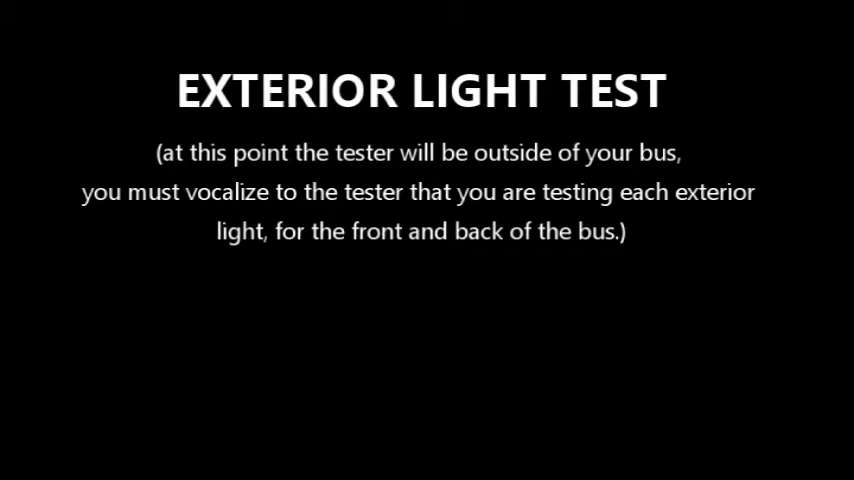 EXTERIOR LIGHT TEST
(at this point the tester will be outside of your bus,
you must vocalize to the tester that you are testing each exterior
light, for the front and back of the bus.)